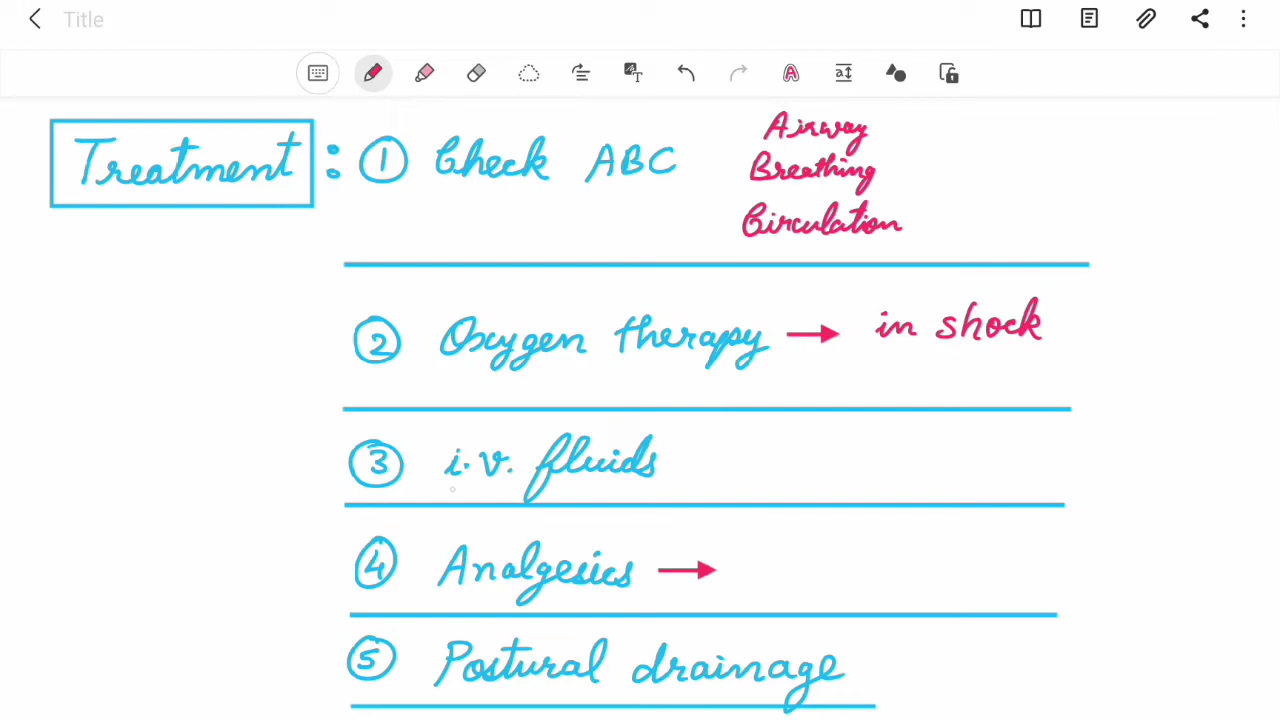 Title
Treatment : ① Check ABC
Airway
Breathing
Circulation
② Oxygen therapy → in shock
③ i.v. fluids
④ Analgesics →
⑤ Postural drainage